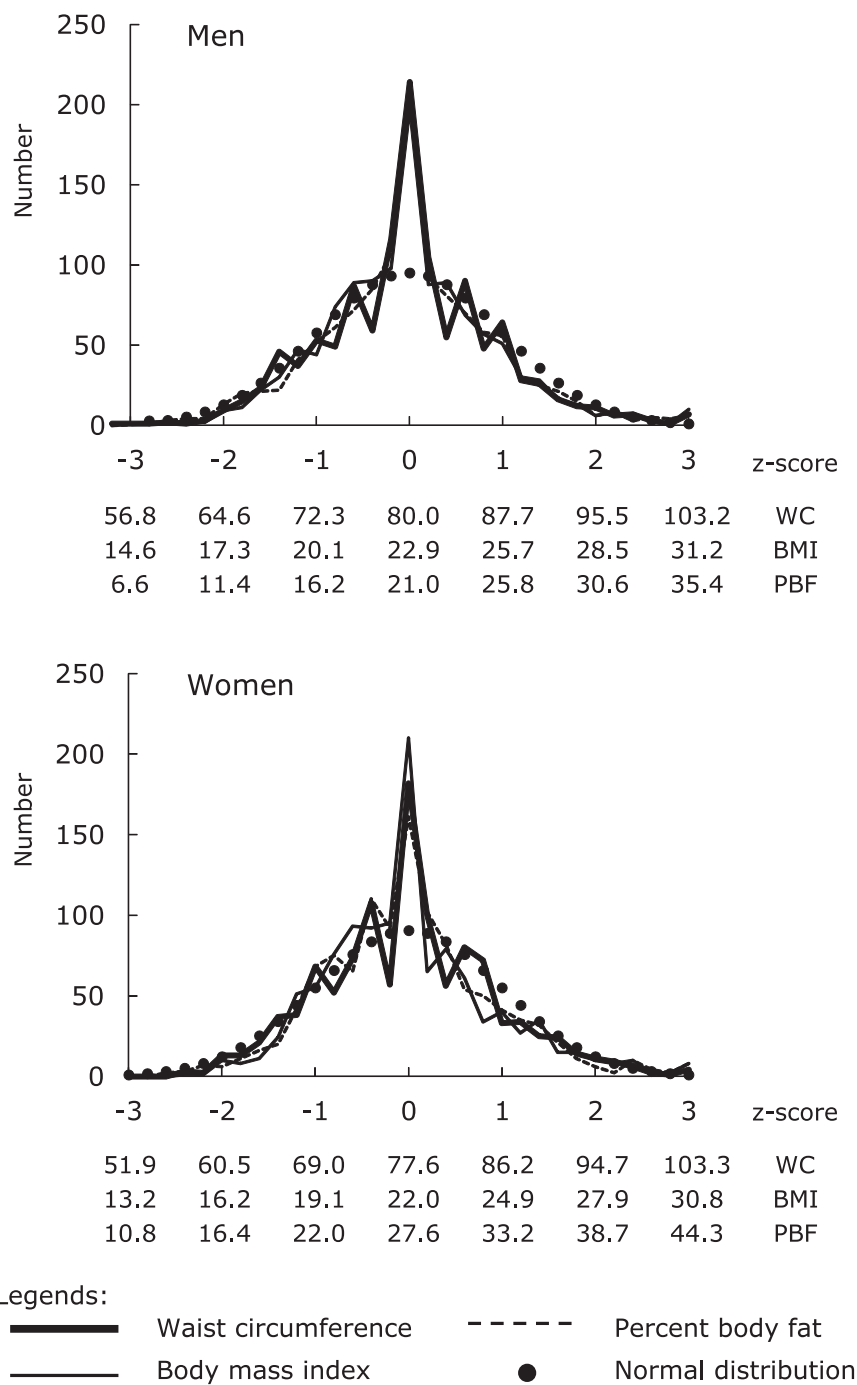 Men
250
200
150
100
50
0
Number
-3 -2 -1 0 1 2 3 z-score
56.8 64.6 72.3 80.0 87.7 95.5 103.2 WC
14.6 17.3 20.1 22.9 25.7 28.5 31.2 BMI
6.6 11.4 16.2 21.0 25.8 30.6 35.4 PBF
Women
250
200
150
100
50
0
Number
-3 -2 -1 0 1 2 3 z-score
51.9 60.5 69.0 77.6 86.2 94.7 103.3 WC
13.2 16.2 19.1 22.0 24.9 27.9 30.8 BMI
10.8 16.4 22.0 27.6 33.2 38.7 44.3 PBF
Legends:
Waist circumference Percent body fat
Body mass index Normal distribution